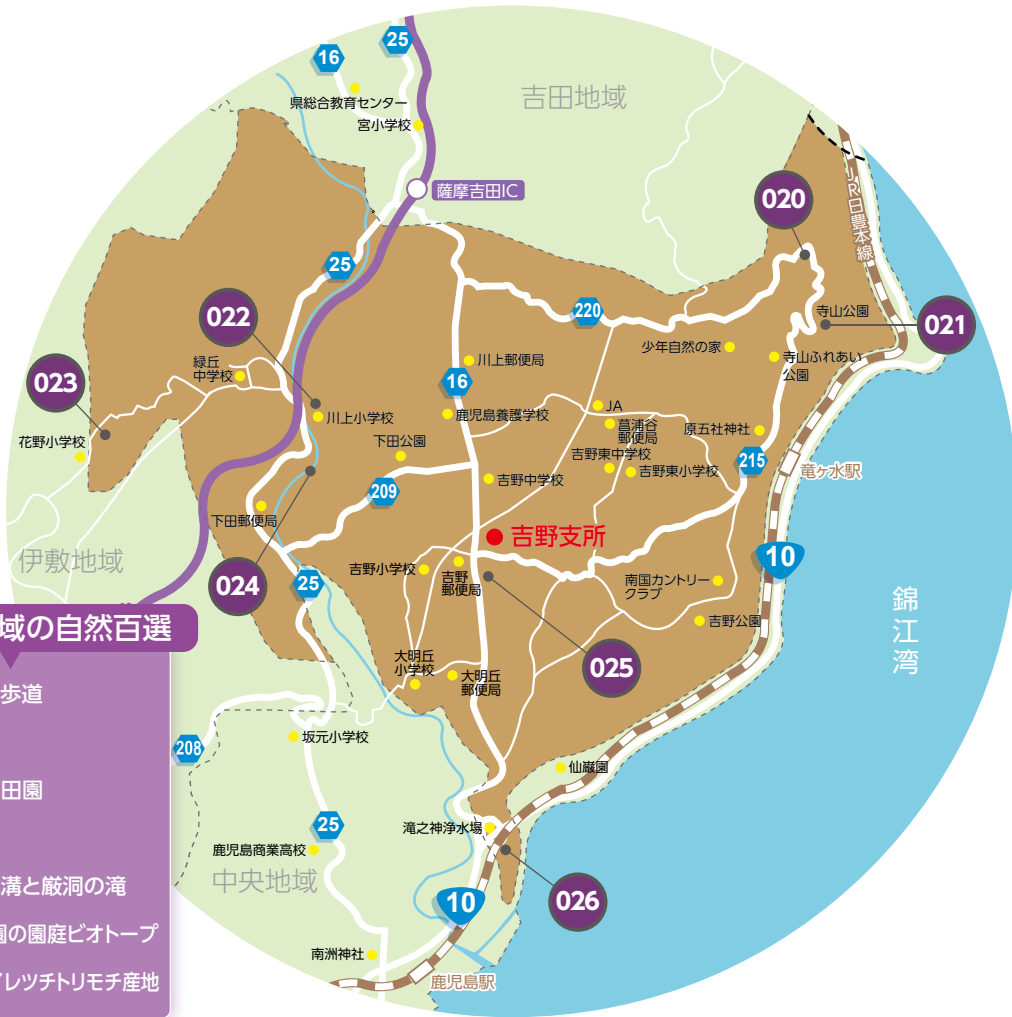 25
16
県総合教育センター
宮小学校
吉田地域
薩摩吉田IC
JR日豊本線
020
25
022
220
寺山公園
021
少年自然の家
寺山ふれあい
公園
緑丘
中学校
川上郵便局
16
023
川上小学校
鹿児島養護学校
JA
菖蒲谷
郵便局
原五社神社
花野小学校
下田公園
吉野東中学校
吉野東小学校
215
竜ヶ水駅
209
吉野中学校
下田郵便局
吉野支所
伊敷地域
024
25
吉野小学校
吉野
郵便局
南国カントリー
クラブ
10
錦江湾
吉野公園
域の自然百選
025
大明丘
小学校
大明丘
郵便局
歩道
208
坂元小学校
仙巌園
田園
25
滝之神浄水場
鹿児島商業高校
中央地域
溝と厳洞の滝
10
026
園の園庭ビオトープ
南洲神社
イレツチトリモチ産地
鹿児島駅